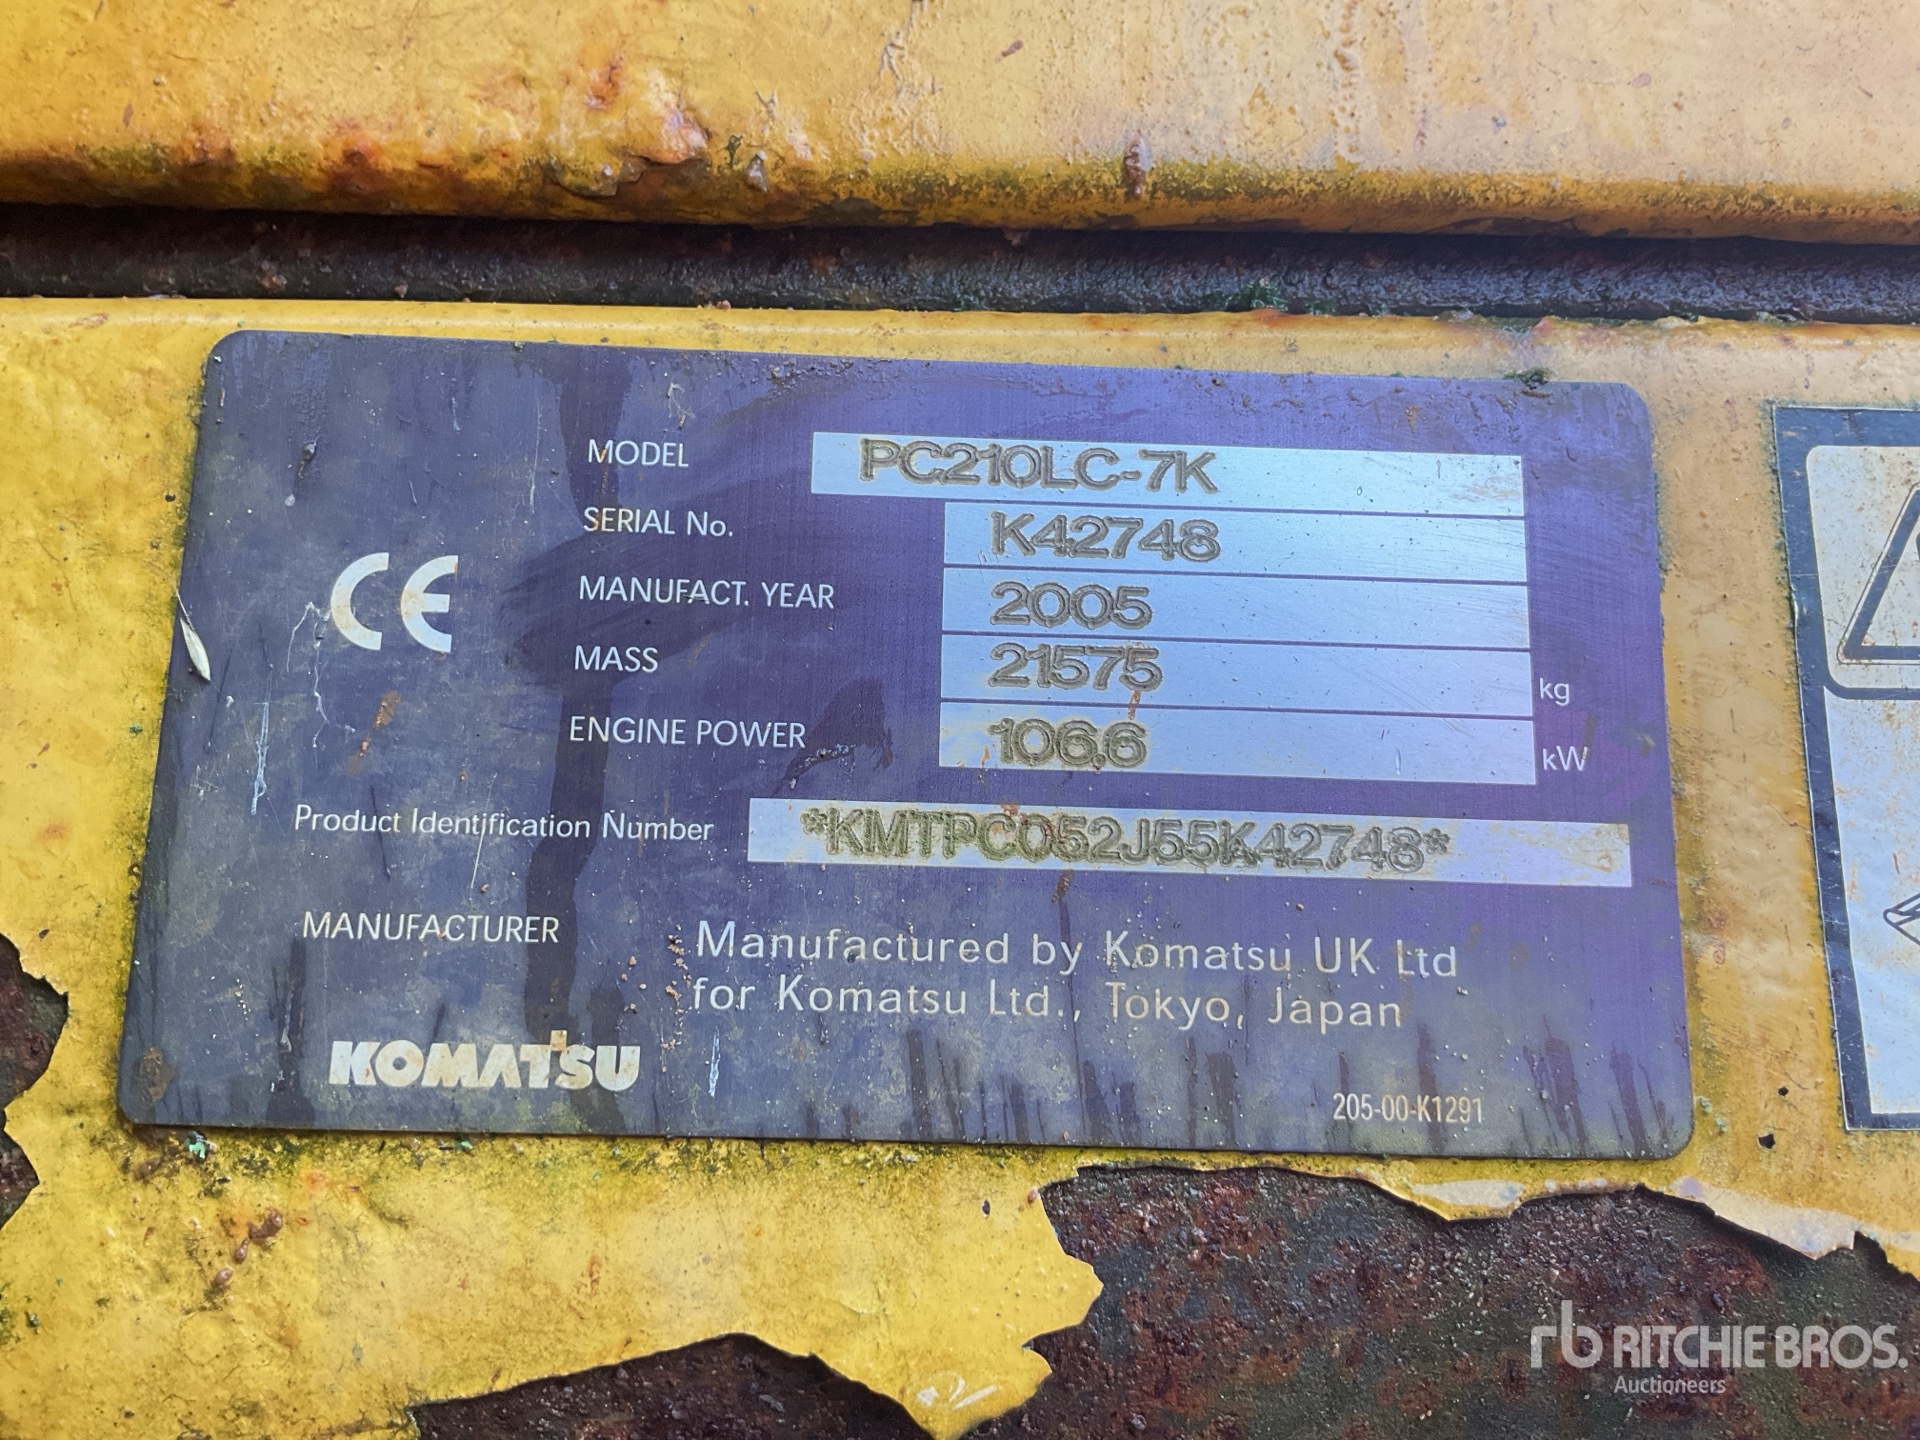 MODEL PC210LC-7K
SERIAL No. K42748
MANUFACT. YEAR 2005
MASS 21575 kg
ENGINE POWER 106.6 kW
CE
Product Identification Number *KMTPC052J55K42748*
MANUFACTURER Manufactured by Komatsu UK Ltd
for Komatsu Ltd., Tokyo, Japan
KOMATSU
205-00-K1291
rb RITCHIE BROS.
Auctioneers